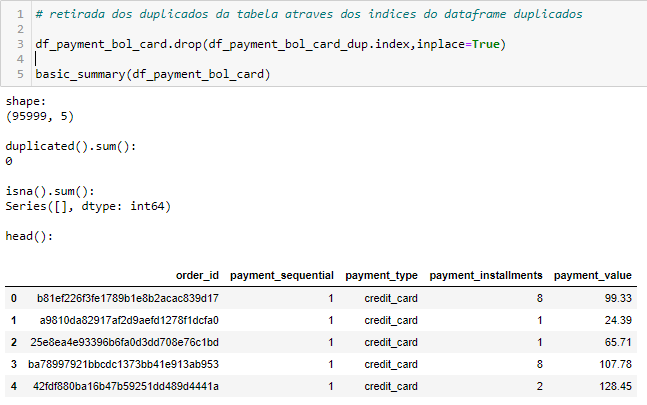 1 # retirada dos duplicados da tabela atraves dos indices do dataframe duplicados
2
3 df_payment_bol_card.drop(df_payment_bol_card_dup.index,inplace=True)
4
5 basic_summary(df_payment_bol_card)
shape:
(95999, 5)
duplicated().sum():
0
isna().sum():
Series([], dtype: int64)
head():
order_id payment_sequential payment_type payment_installments payment_value
0 b81ef226f3fe1789b1e8b2acac839d17 1 credit_card 8 99.33
1 a9810da82917af2d9aefd1278f1dcfa0 1 credit_card 1 24.39
2 25e8ea4e93396b6fa0d3dd708e76c1bd 1 credit_card 1 65.71
3 ba78997921bbcdc1373bb41e913ab953 1 credit_card 8 107.78
4 42fdf880ba16b47b59251dd489d4441a 1 credit_card 2 128.45